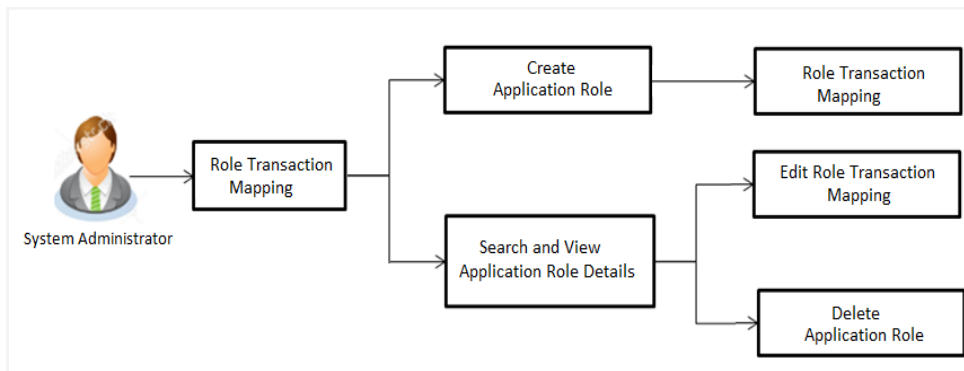 System Administrator
Role Transaction
Mapping
Create
Application Role
Role Transaction
Mapping
Search and View
Application Role Details
Edit Role Transaction
Mapping
Delete
Application Role